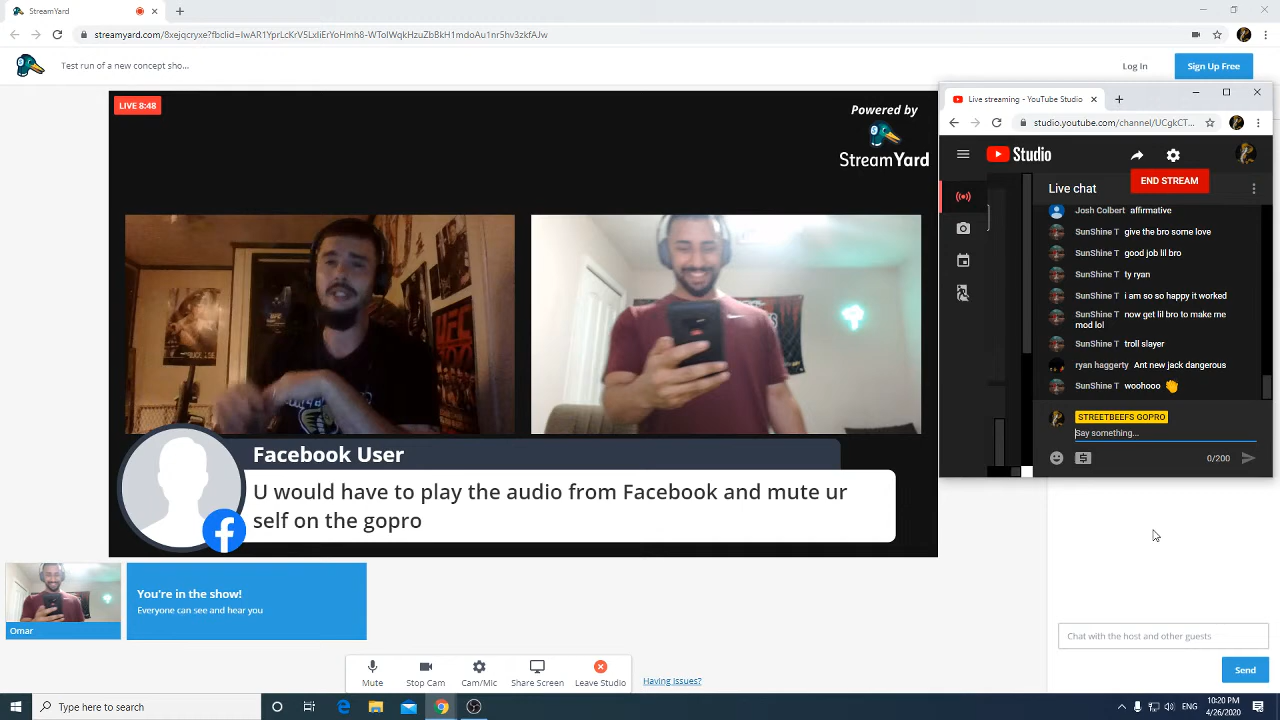 StreamYard
streamyard.com/8xejqcryxe?fbclid=IwAR1YprLcKrV5LxliErYoHmh8-WTolWqkHzuZbBkH1mdoAu1nr5hv3zkfAJw
Test run of a new concept sho...
Log In
Sign Up Free
LIVE 8:48
Powered by
StreamYard
Facebook User
U would have to play the audio from Facebook and mute ur
self on the gopro
Omar
You're in the show!
Everyone can see and hear you
Mute
Stop Cam
Cam/Mic
Share Screen
Leave Studio
Having issues?
Live streaming - YouTube Studio
studio.youtube.com/channel/UCgkCT...
Studio
END STREAM
Live chat
Josh Colbert affirmative
SunShine T give the bro some love
SunShine T good job lil bro
SunShine T ty ryan
SunShine T i am so so happy it worked
SunShine T now get lil bro to make me
mod lol
SunShine T troll slayer
ryan haggerty Ant new jack dangerous
SunShine T woohooo 👋
STREETBEEFS GOPRO
Say something...
0/200
Chat with the host and other guests
Send
Type here to search
10:20 PM
4/26/2020